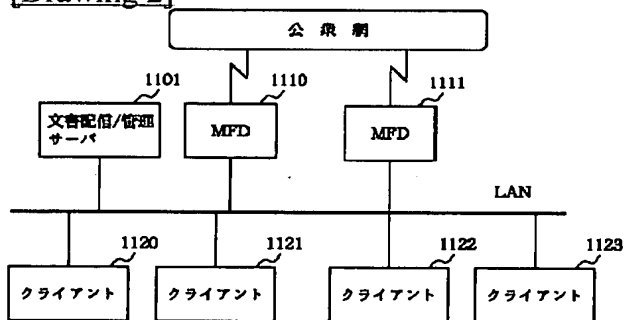 [Drawing 2]
公衆網
1101
1110
1111
文書配信/管理
サーバ
MFD
MFD
LAN
1120
1121
1122
1123
クライアント
クライアント
クライアント
クライアント